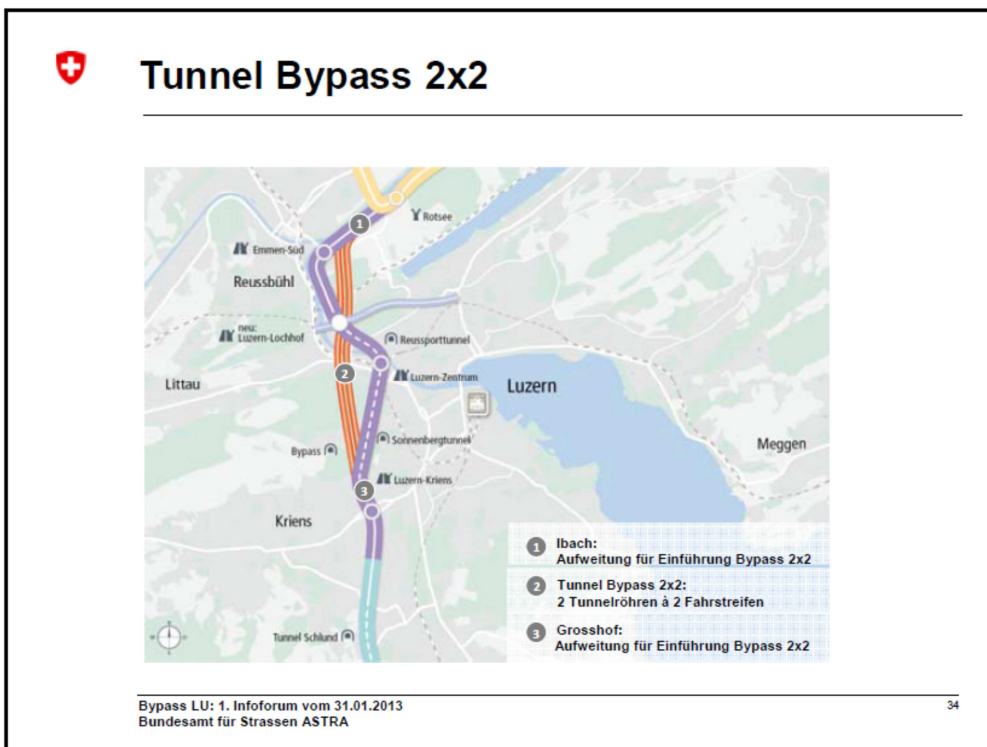 Tunnel Bypass 2x2
1
Rotsee
Emmen-Süd
Reussbühl
neu:
Luzern-Lochhof
Reussporttunnel
2
Littau
Luzern-Zentrum
Luzern
Sonnenbergtunnel
Meggen
Bypass
Luzern-Kriens
3
Kriens
1 Ibach:
Aufweitung für Einführung Bypass 2x2
2 Tunnel Bypass 2x2:
2 Tunnelröhren à 2 Fahrstreifen
3 Grosshof:
Aufweitung für Einführung Bypass 2x2
Tunnel Schlund
Bypass LU: 1. Infoforum vom 31.01.2013
Bundesamt für Strassen ASTRA
34